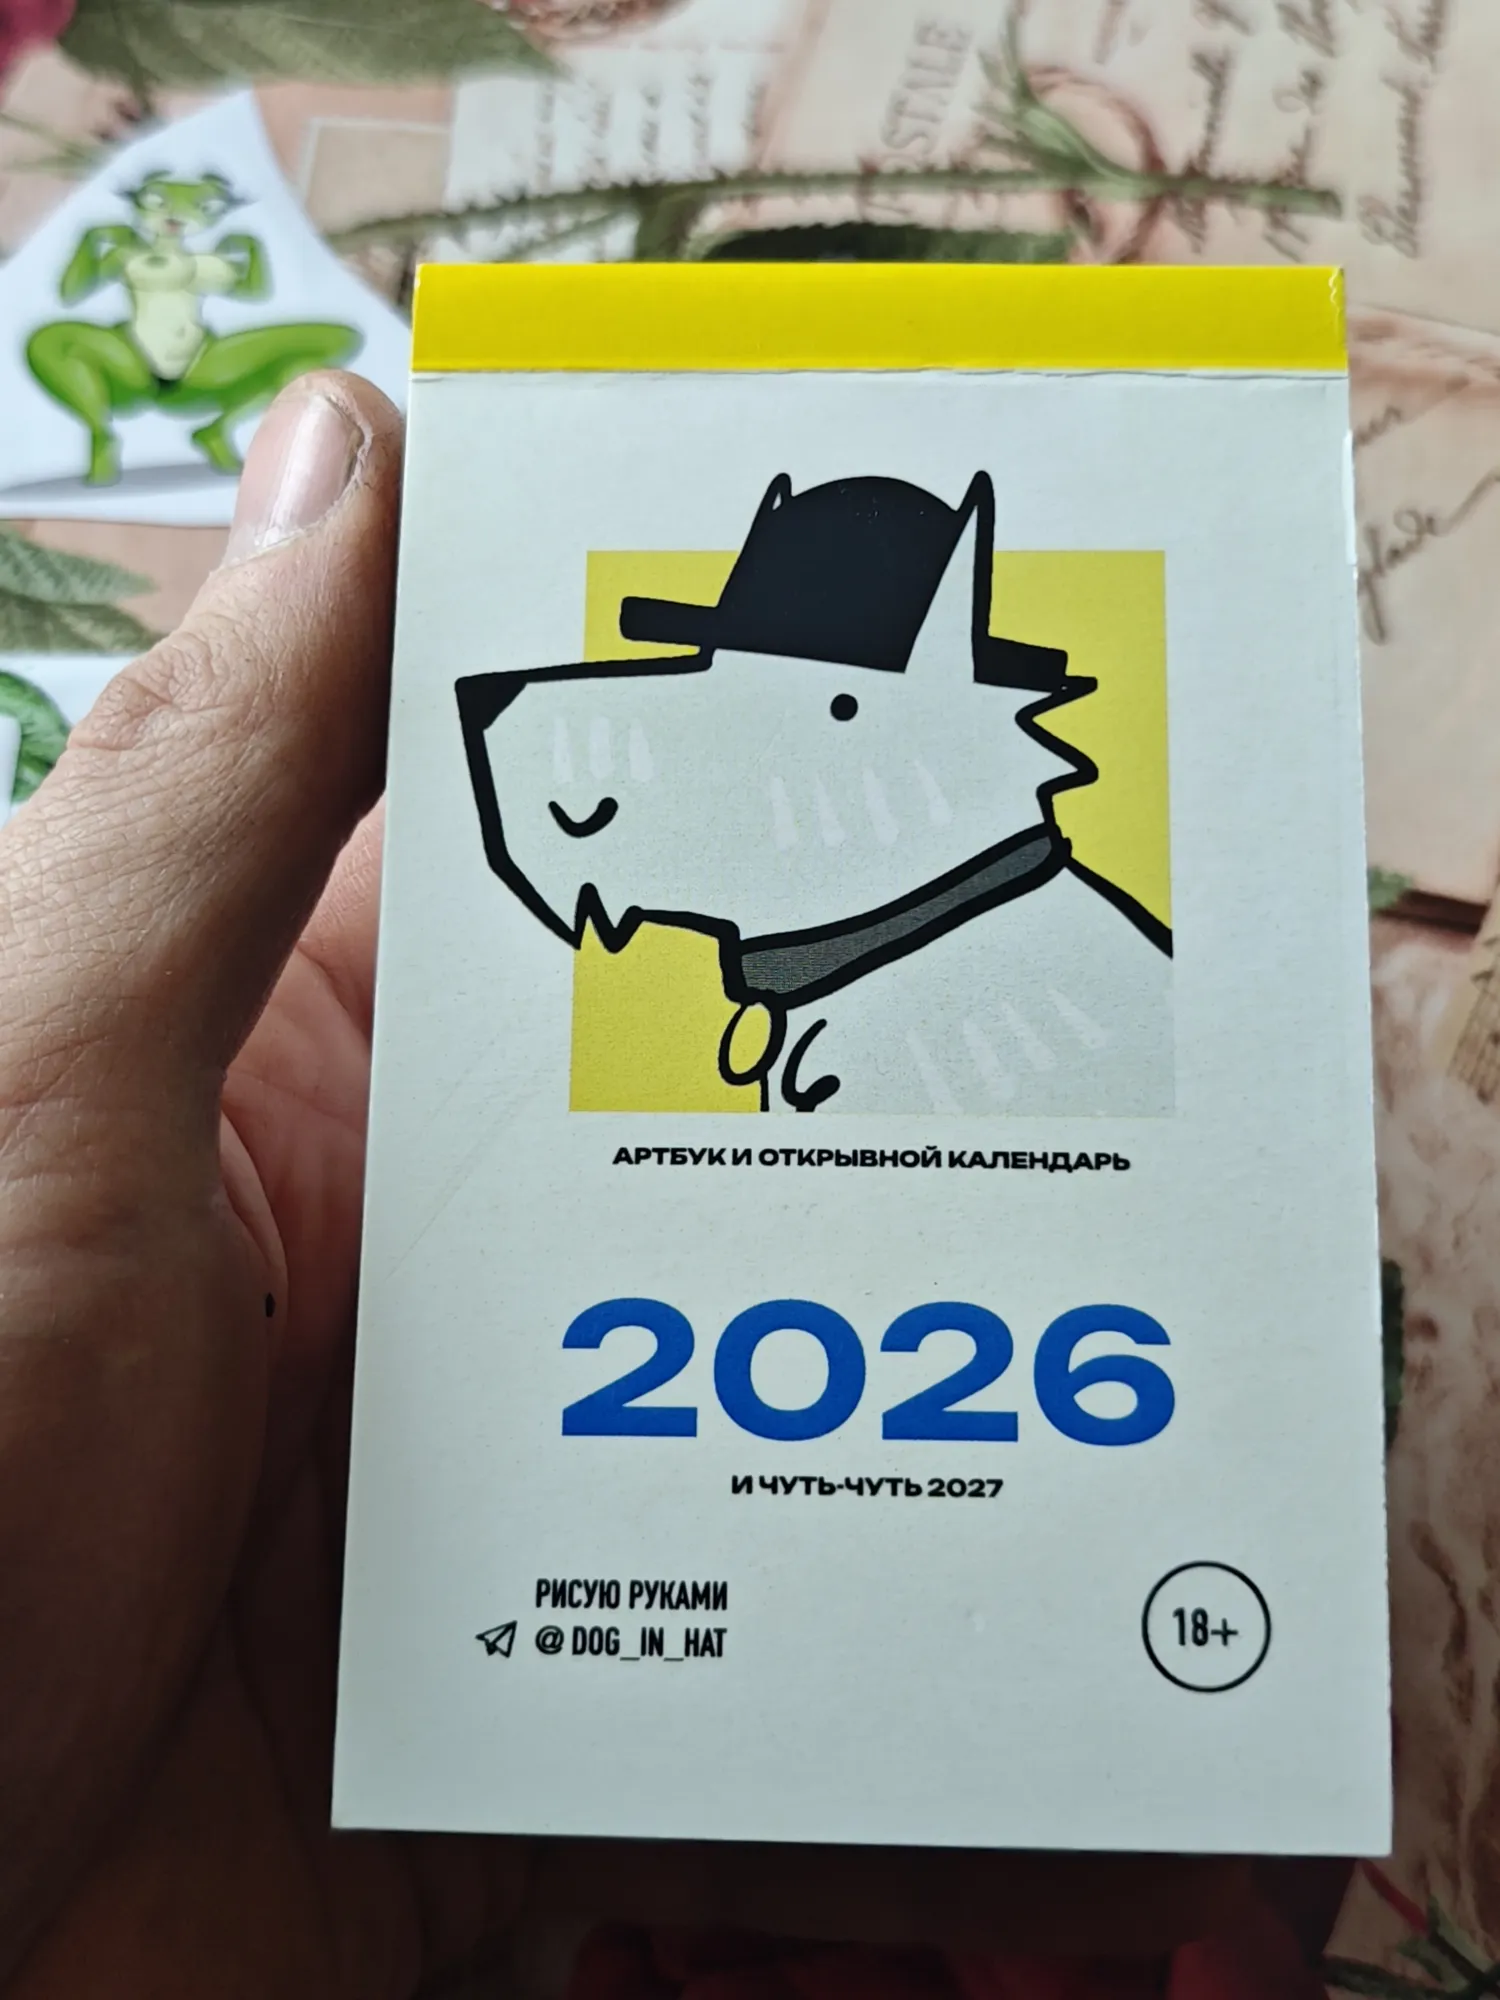 АРТБУК И ОТКРЫВНОЙ КАЛЕНДАРЬ
2026
И ЧУТЬ-ЧУТЬ 2027
РИСУЮ РУКАМИ
@DOG_IN_HAT
18+